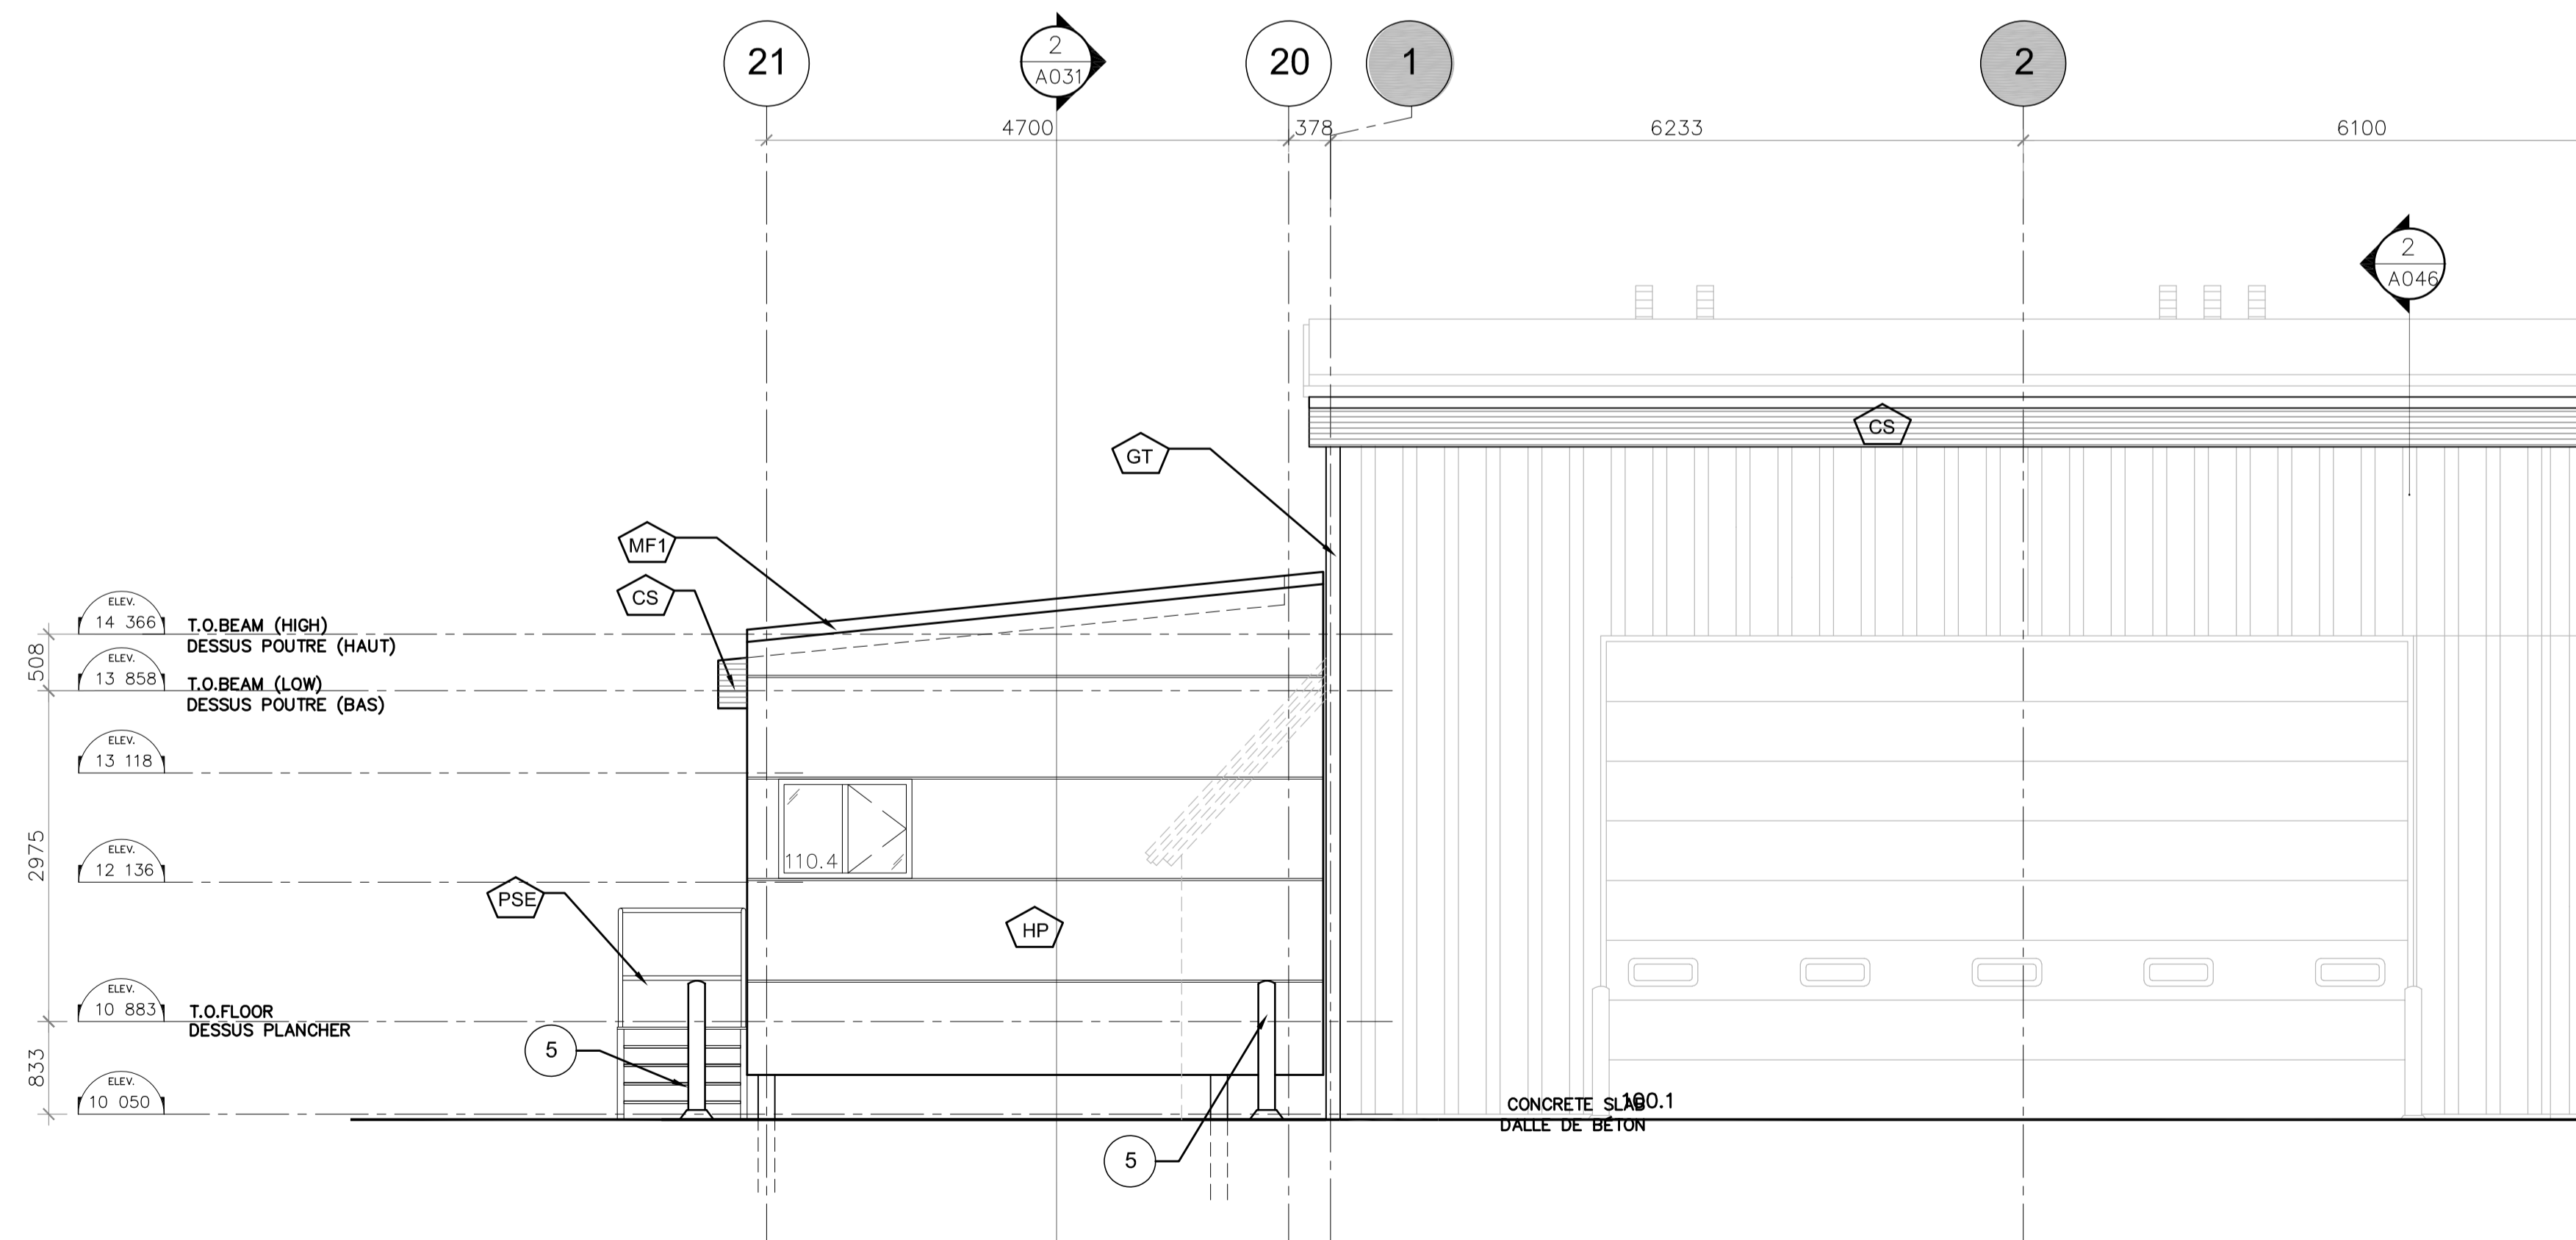 21
2
A031
20
1
2
4700
378
6233
6100
2
A046
CS
GT
MF1
CS
ELEV.
14 366
T.O.BEAM (HIGH)
DESSUS POUTRE (HAUT)
508
ELEV.
13 858
T.O.BEAM (LOW)
DESSUS POUTRE (BAS)
ELEV.
13 118
2975
ELEV.
12 136
110.4
PSE
HP
ELEV.
10 883
T.O.FLOOR
DESSUS PLANCHER
5
833
ELEV.
10 050
CONCRETE SLAB
100.1
DALLE DE BÉTON
5